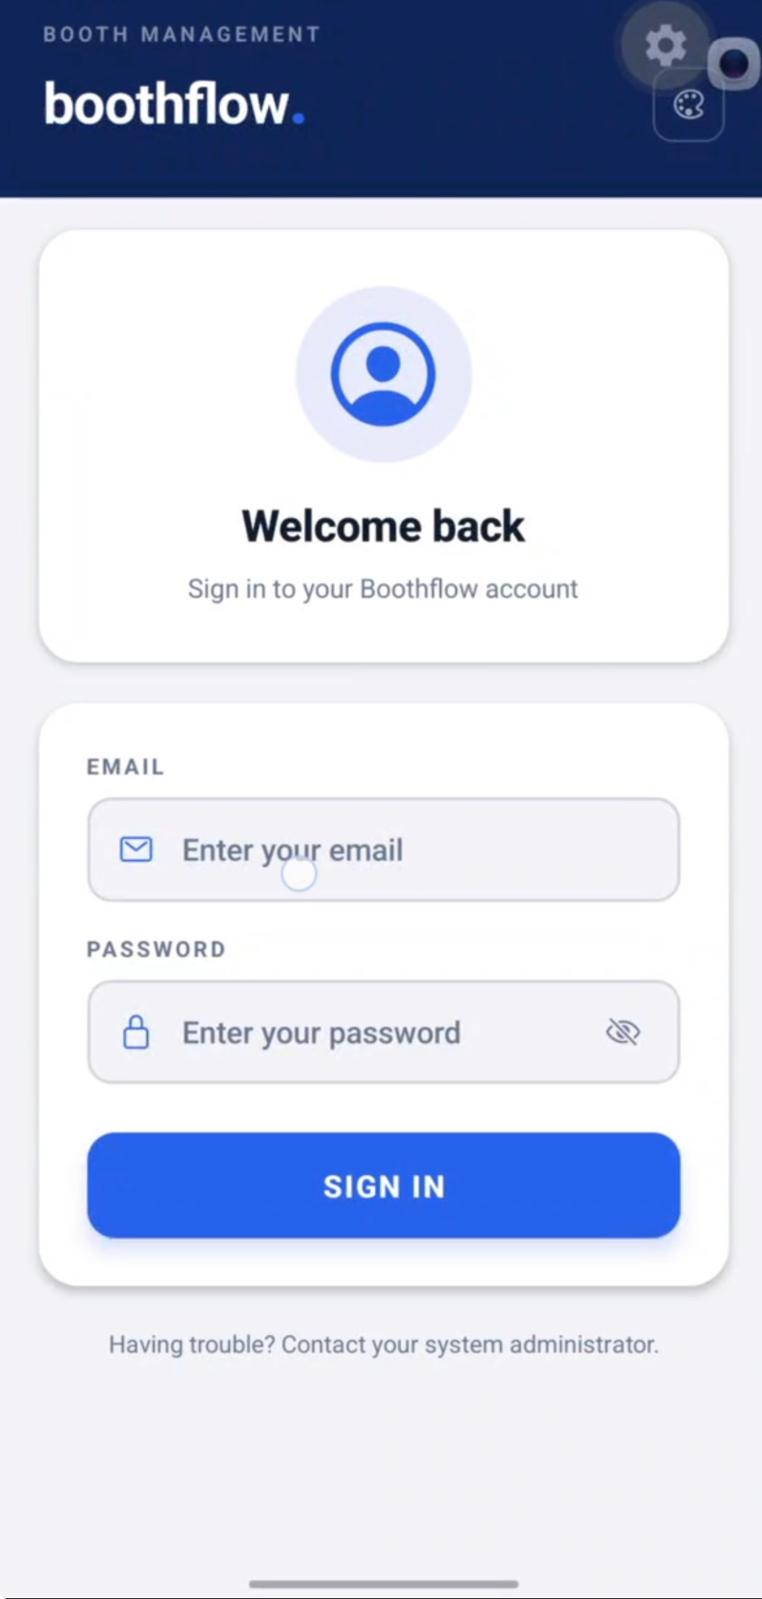 BOOTH MANAGEMENT
boothflow.
Welcome back
Sign in to your Boothflow account
EMAIL
Enter your email
PASSWORD
Enter your password
SIGN IN
Having trouble? Contact your system administrator.